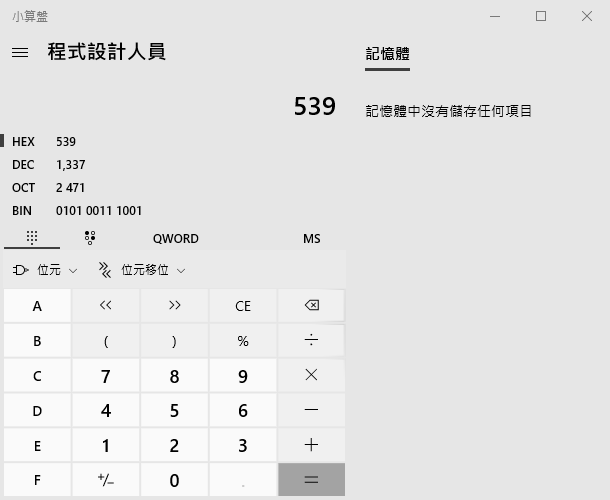 小算盤
程式設計人員
記憶體
539
記憶體中沒有儲存任何項目
HEX 539
DEC 1,337
OCT 2 471
BIN 0101 0011 1001
QWORD MS
位元 位元移位
A << >> CE
B ( ) % ÷
C 7 8 9 ×
D 4 5 6 −
E 1 2 3 +
F +/− 0 . =